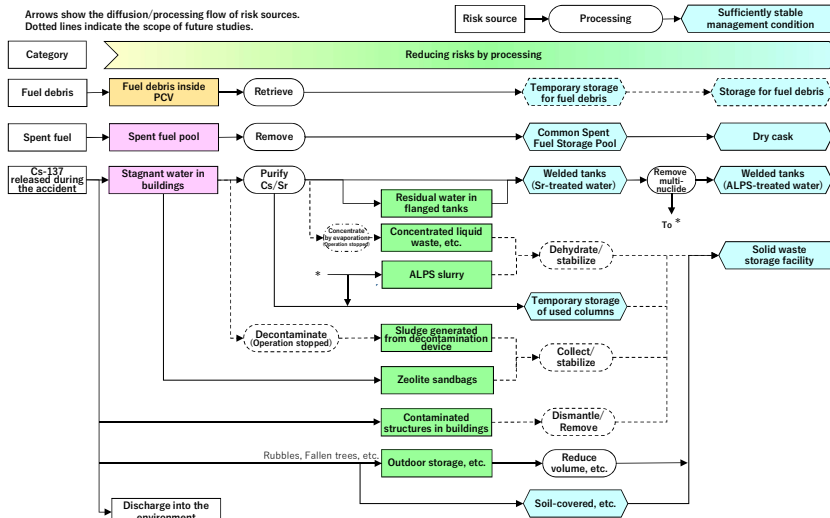 Arrows show the diffusion/processing flow of risk sources.
Dotted lines indicate the scope of future studies.
Risk source
Processing
Sufficiently stable
management condition
Category
Reducing risks by processing
Fuel debris
Fuel debris inside
PCV
Retrieve
Temporary storage
for fuel debris
Storage for fuel debris
Spent fuel
Spent fuel pool
Remove
Common Spent
Fuel Storage Pool
Dry cask
Cs-137
released during
the accident
Stagnant water in
buildings
Purify
Cs/Sr
Welded tanks
(Sr-treated water)
Remove
multi-
nuclide
Welded tanks
(ALPS-treated water)
To *
Residual water in
flanged tanks
Concentrate
by evaporation
(Operation stopped)
Concentrated liquid
waste, etc.
Dehydrate/
stabilize
Solid waste
storage facility
*
ALPS slurry
Temporary storage
of used columns
Decontaminate
(Operation stopped)
Sludge generated
from decontamination
device
Collect/
stabilize
Zeolite sandbags
Contaminated
structures in buildings
Dismantle/
Remove
Rubbles, Fallen trees, etc.
Outdoor storage, etc.
Reduce
volume, etc.
Soil-covered, etc.
Discharge into the
environment